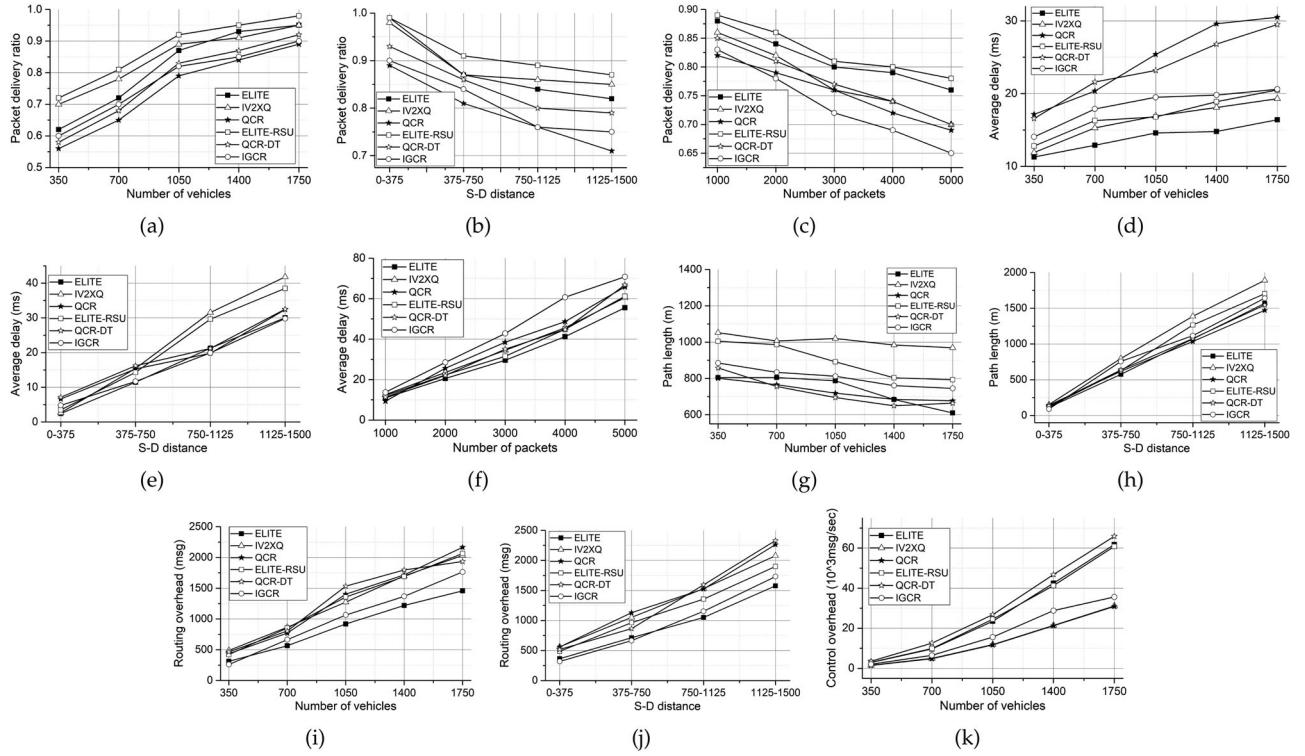 1.0
0.9
0.8
0.7
0.6
0.5
Packet delivery ratio
ELITE
IV2XQ
QCR
ELITE-RSU
QCR-DT
IGCR
350 700 1050 1400 1750
Number of vehicles
(a)
1.0
0.9
0.8
0.7
Packet delivery ratio
ELITE
IV2XQ
QCR
ELITE-RSU
QCR-DT
IGCR
0-375 375-750 750-1125 1125-1500
S-D distance
(b)
0.90
0.85
0.80
0.75
0.70
0.65
Packet delivery ratio
ELITE
IV2XQ
QCR
ELITE-RSU
QCR-DT
IGCR
1000 2000 3000 4000 5000
Number of packets
(c)
30
20
10
Average delay (ms)
ELITE
IV2XQ
QCR
ELITE-RSU
QCR-DT
IGCR
350 700 1050 1400 1750
Number of vehicles
(d)
40
30
20
10
0
Average delay (ms)
ELITE
IV2XQ
QCR
ELITE-RSU
QCR-DT
IGCR
0-375 375-750 750-1125 1125-1500
S-D distance
(e)
80
60
40
20
0
Average delay (ms)
ELITE
IV2XQ
QCR
ELITE-RSU
QCR-DT
IGCR
1000 2000 3000 4000 5000
Number of packets
(f)
1400
1200
1000
800
600
Path length (m)
ELITE
IV2XQ
QCR
ELITE-RSU
QCR-DT
IGCR
350 700 1050 1400 1750
Number of vehicles
(g)
2000
1500
1000
500
0
Path length (m)
ELITE
IV2XQ
QCR
ELITE-RSU
QCR-DT
IGCR
0-375 375-750 750-1125 1125-1500
S-D distance
(h)
2500
2000
1500
1000
500
0
Routing overhead (msg)
ELITE
IV2XQ
QCR
ELITE-RSU
QCR-DT
IGCR
350 700 1050 1400 1750
Number of vehicles
(i)
2500
2000
1500
1000
500
0
Routing overhead (msg)
ELITE
IV2XQ
QCR
ELITE-RSU
QCR-DT
IGCR
0-375 375-750 750-1125 1125-1500
S-D distance
(j)
60
40
20
0
Control overhead (10^3msg/sec)
ELITE
IV2XQ
QCR
ELITE-RSU
QCR-DT
IGCR
350 700 1050 1400 1750
Number of vehicles
(k)